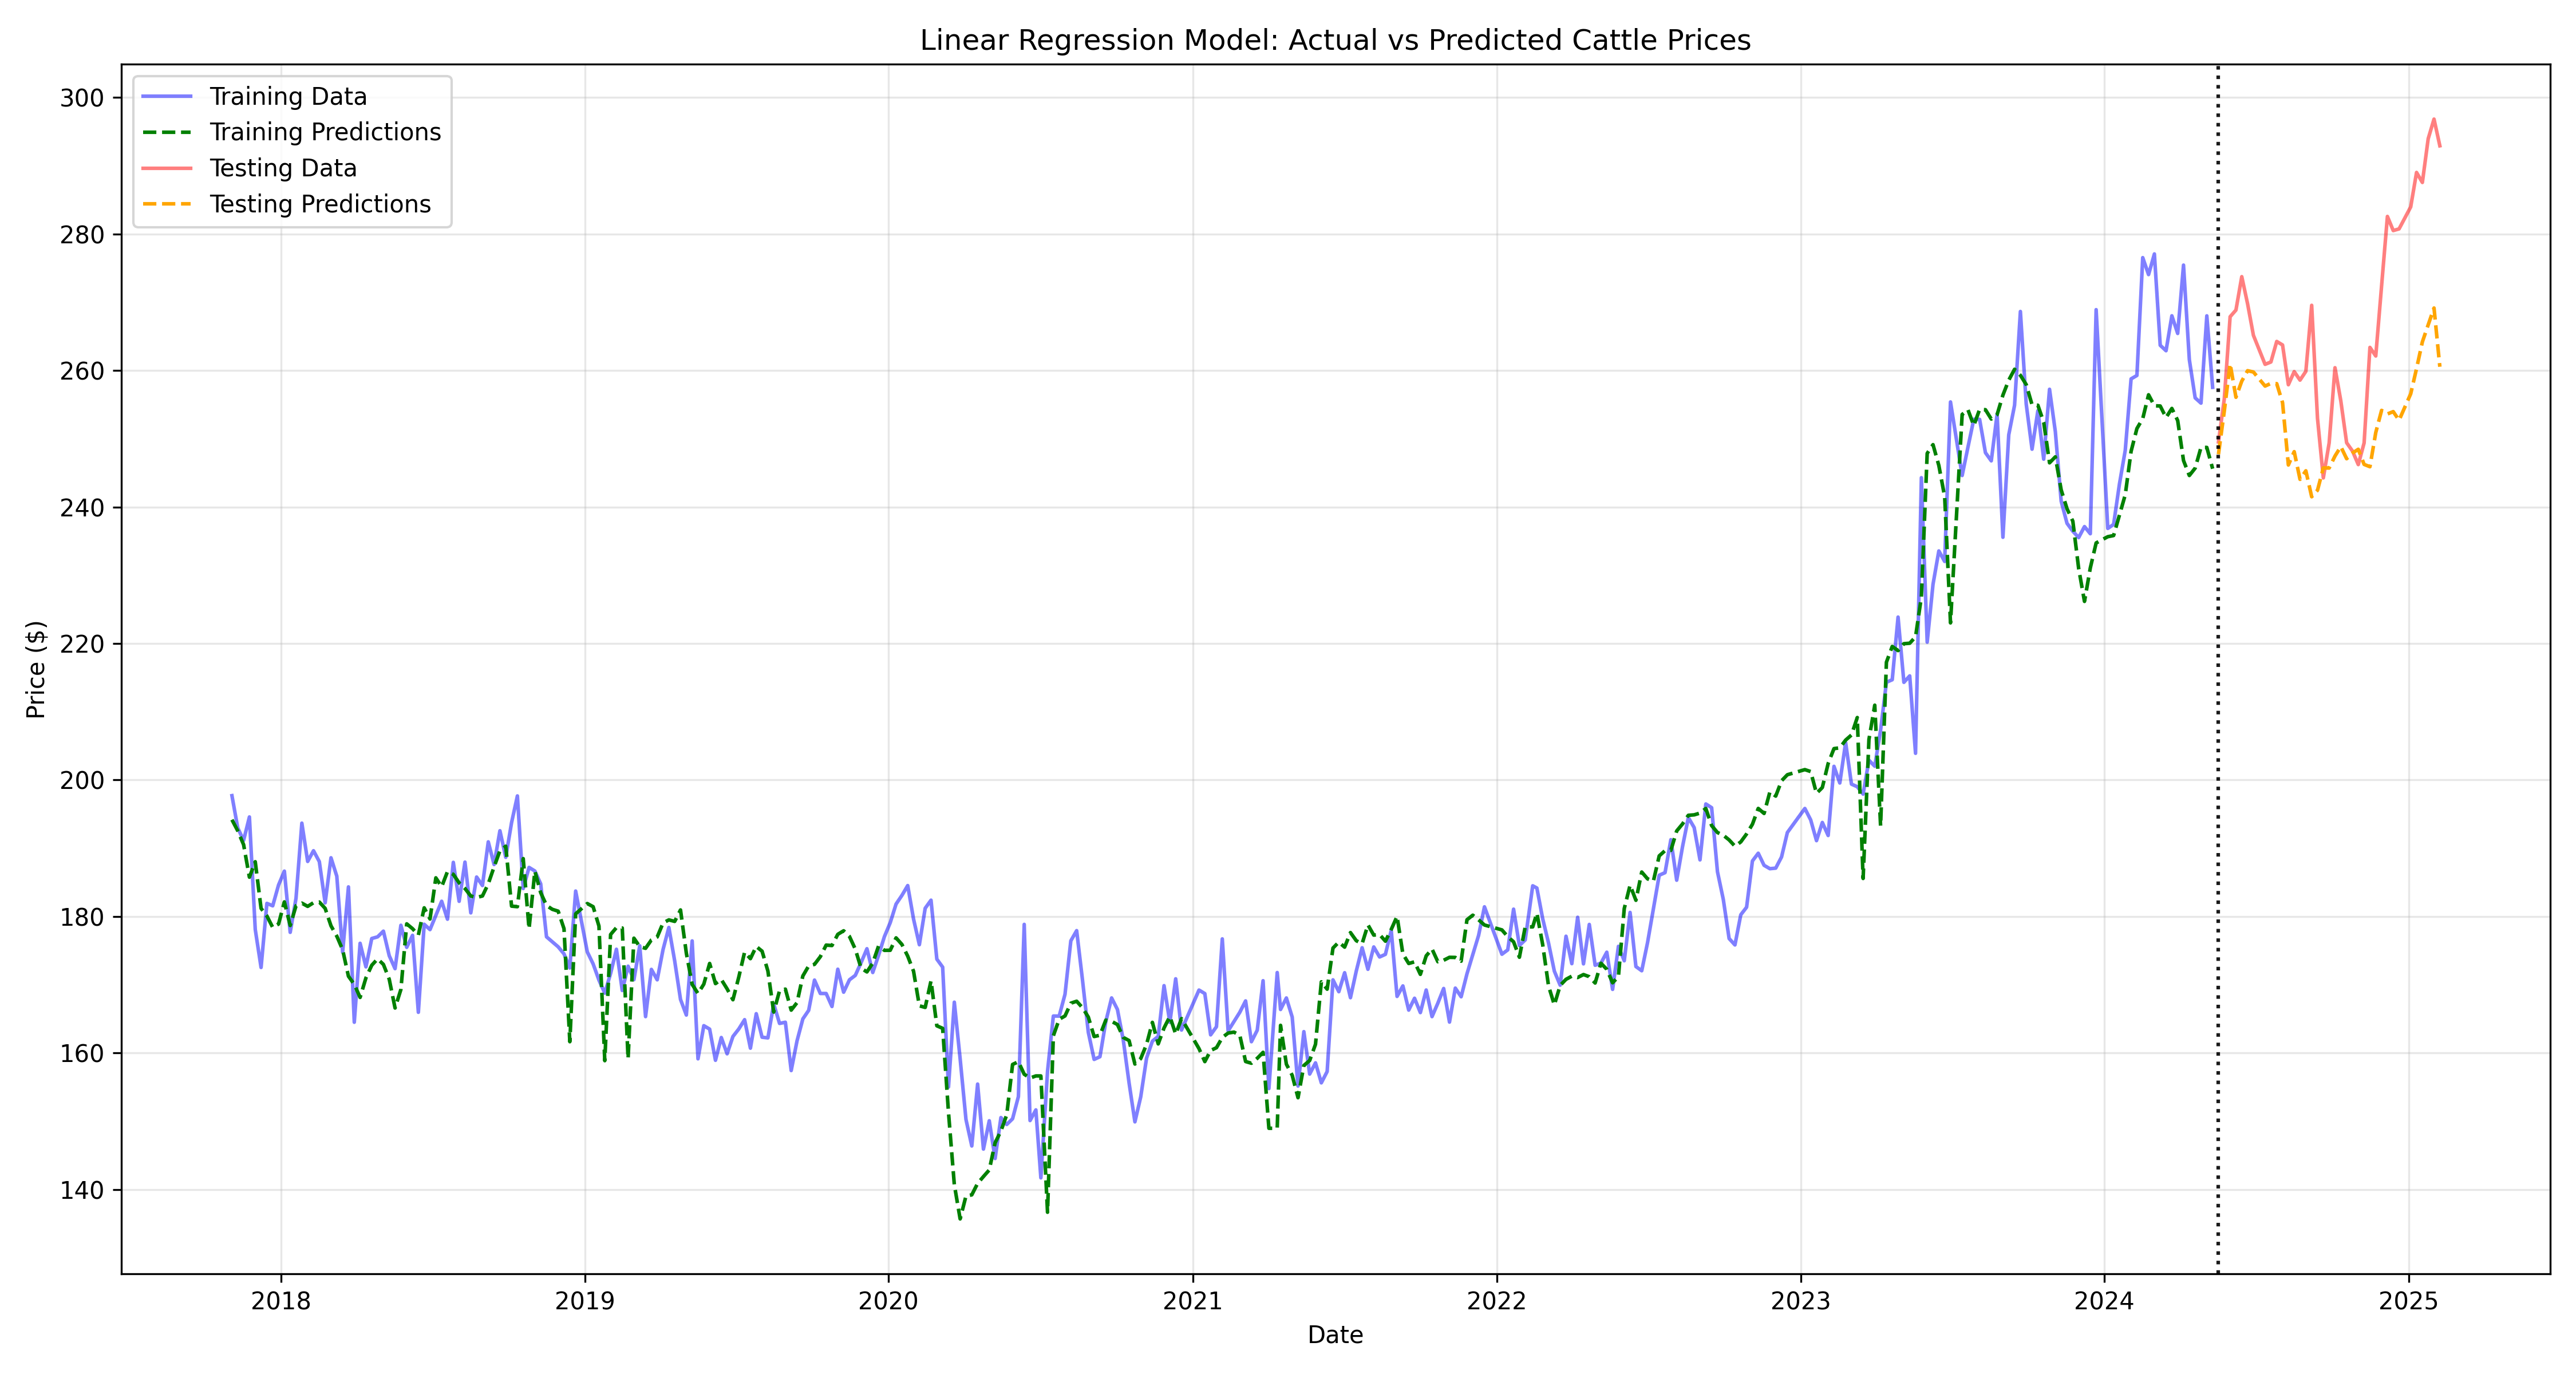 Linear Regression Model: Actual vs Predicted Cattle Prices
Training Data
Training Predictions
Testing Data
Testing Predictions
300
280
260
240
220
200
180
160
140
Price ($)
2018
2019
2020
2021
2022
2023
2024
2025
Date